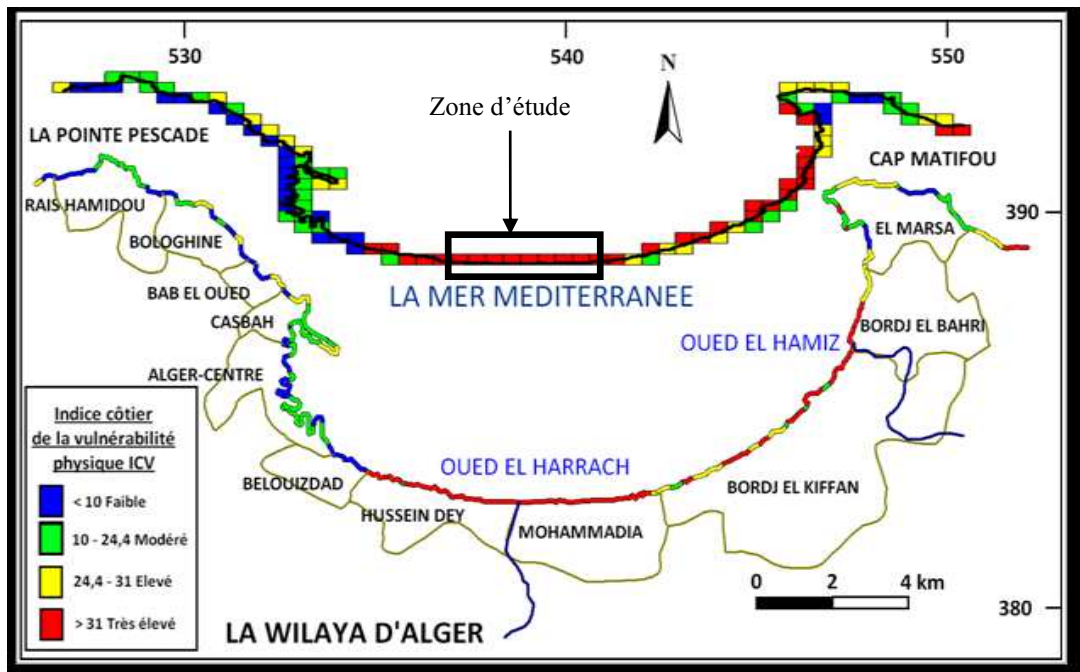 530
540
550
N
Zone d'étude
LA POINTE PESCADE
CAP MATIFOU
RAIS HAMIDOU
390
EL MARSA
BOLOGHINE
LA MER MEDITERRANEE
BAB EL OUED
CASBAH
BORDJ EL BAHRI
OUED EL HAMIZ
ALGER-CENTRE
Indice côtier
de la vulnérabilité
physique ICV
< 10 Faible
10 - 24,4 Modéré
24,4 - 31 Elevé
> 31 Très élevé
OUED EL HARRACH
BELOUIZDAD
BORDJ EL KIFFAN
HUSSEIN DEY
MOHAMMADIA
0 2 4 km
380
LA WILAYA D'ALGER